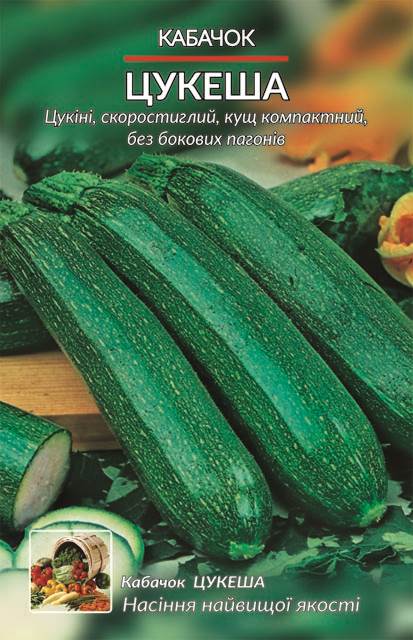 КАБАЧОК
ЦУКЕША
Цукіні, скоростиглий, кущ компактний,
без бокових пагонів
Кабачок ЦУКЕША
Насіння найвищої якості